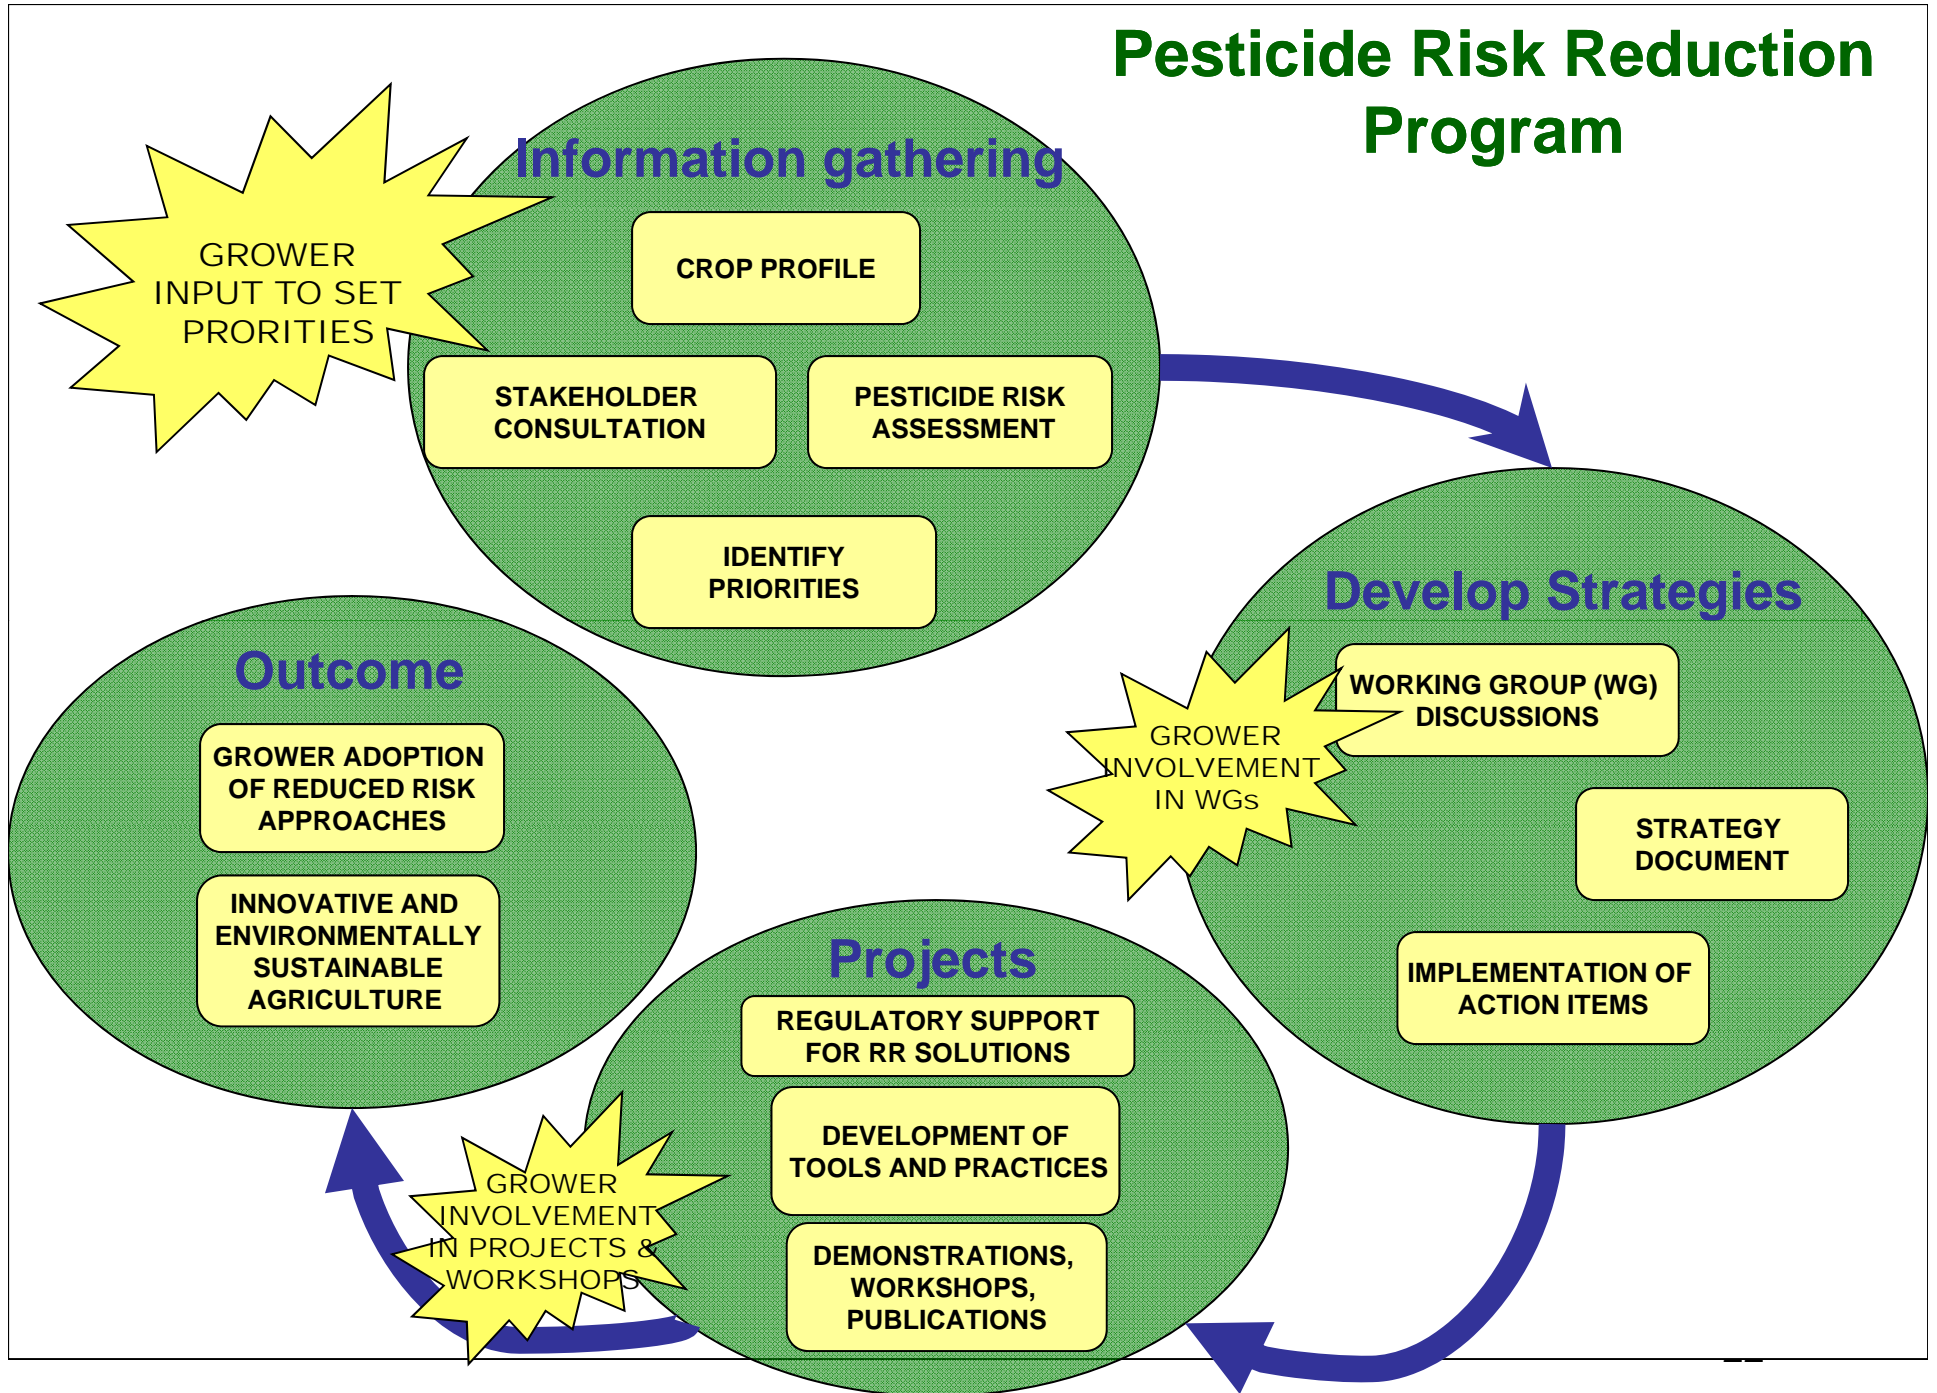 Pesticide Risk Reduction
Program
Information gathering
GROWER
INPUT TO SET
PRORITIES
CROP PROFILE
STAKEHOLDER
CONSULTATION
PESTICIDE RISK
ASSESSMENT
IDENTIFY
PRIORITIES
Develop Strategies
WORKING GROUP (WG)
DISCUSSIONS
GROWER
INVOLVEMENT
IN WGs
STRATEGY
DOCUMENT
IMPLEMENTATION OF
ACTION ITEMS
Outcome
GROWER ADOPTION
OF REDUCED RISK
APPROACHES
INNOVATIVE AND
ENVIRONMENTALLY
SUSTAINABLE
AGRICULTURE
Projects
REGULATORY SUPPORT
FOR RR SOLUTIONS
DEVELOPMENT OF
TOOLS AND PRACTICES
DEMONSTRATIONS,
WORKSHOPS,
PUBLICATIONS
GROWER
INVOLVEMENT
IN PROJECTS &
WORKSHOPS